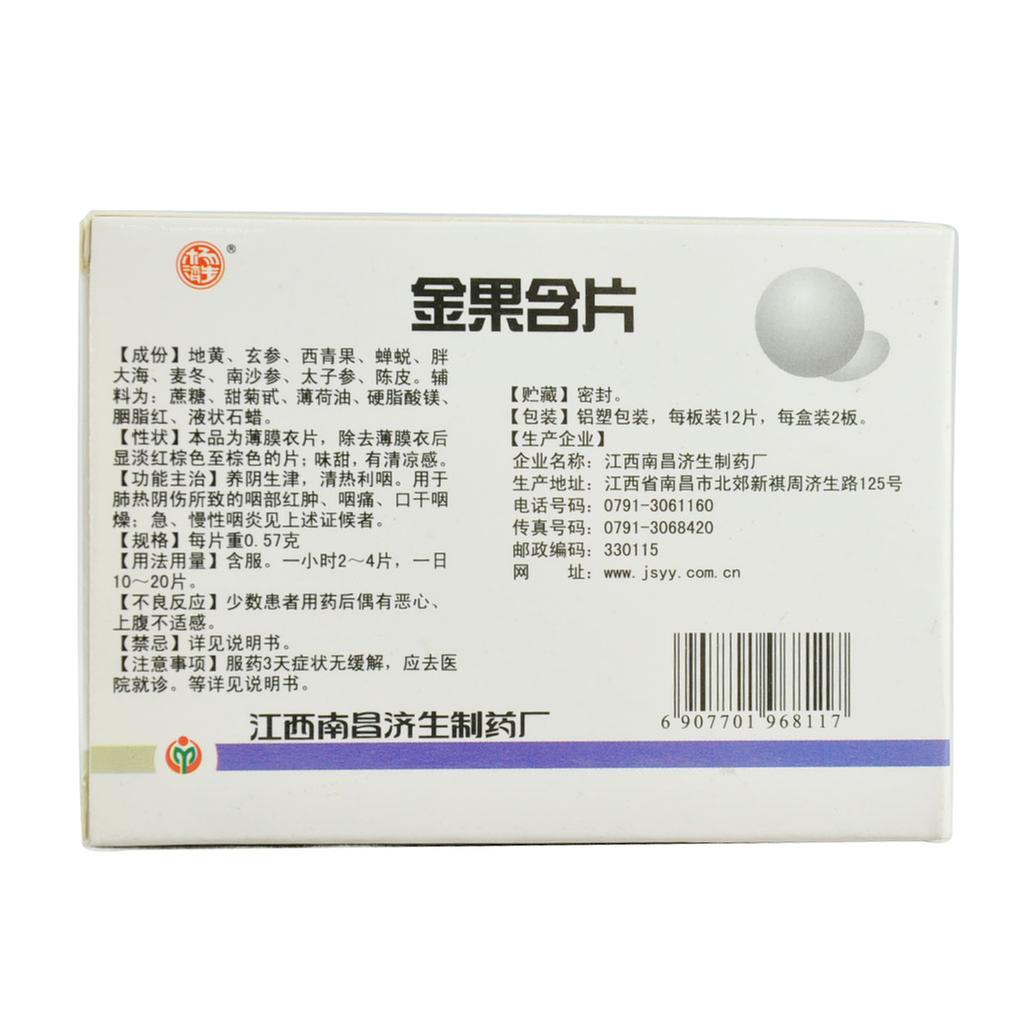 ®
金果含片
【成份】地黄、玄参、西青果、蝉蜕、胖
大海、麦冬、南沙参、太子参、陈皮。辅
料为：蔗糖、甜菊甙、薄荷油、硬脂酸镁、
胭脂红、液状石蜡。
【性状】本品为薄膜衣片，除去薄膜衣后
显淡红棕色至棕色的片；味甜，有清凉感。
【功能主治】养阴生津，清热利咽。用于
肺热阴伤所致的咽部红肿、咽痛、口干咽
燥；急、慢性咽炎见上述证候者。
【规格】每片重0.57克
【用法用量】含服。一小时2～4片，一日
10～20片。
【不良反应】少数患者用药后偶有恶心、
上腹不适感。
【禁忌】详见说明书。
【注意事项】服药3天症状无缓解，应去医
院就诊。等详见说明书。
【贮藏】密封。
【包装】铝塑包装，每板装12片，每盒装2板。
【生产企业】
企业名称：江西南昌济生制药厂
生产地址：江西省南昌市北郊新祺周济生路125号
电话号码：0791-3061160
传真号码：0791-3068420
邮政编码：330115
网　　址：www.jsyy.com.cn
6 907701 968117
江西南昌济生制药厂